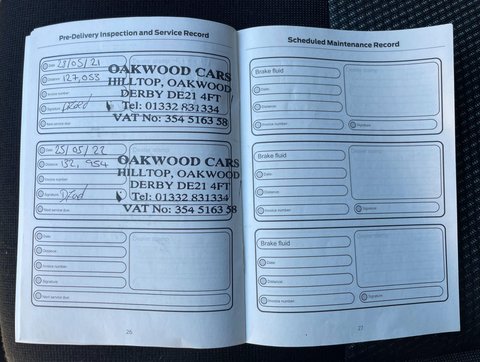 Pre-Delivery Inspection and Service Record
Date: 23/05/21
Distance: 127,033
Invoice number:
Signature:
Next service due:
OAKWOOD CARS
HILLTOP, OAKWOOD,
DERBY DE21 4FT
Tel: 01332 831334
VAT No: 354 5163 58
Date: 25/05/22
Distance: 132,954
Invoice number:
Signature:
Next service due:
OAKWOOD CARS
HILLTOP, OAKWOOD
DERBY DE21 4FT
Tel: 01332 831334
VAT No: 354 5163 58
Date:
Distance:
Invoice number:
Signature:
Next service due:
26
Scheduled Maintenance Record
Brake fluid
Date:
Distance:
Invoice number:
Signature:
Brake fluid
Date:
Distance:
Invoice number:
Signature:
Brake fluid
Date:
Distance:
Invoice number:
Signature:
27